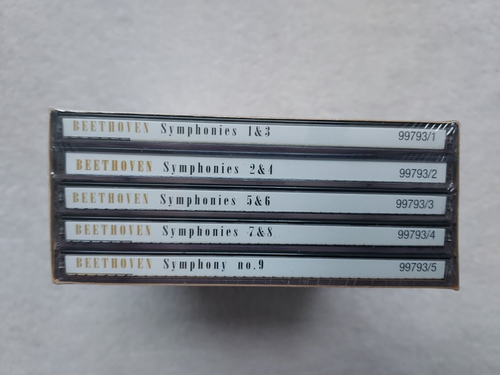 BEETHOVEN Symphonies 1&3 99793/1
BEETHOVEN Symphonies 2&4 99793/2
BEETHOVEN Symphonies 5&6 99793/3
BEETHOVEN Symphonies 7&8 99793/4
BEETHOVEN Symphony no.9 99793/5